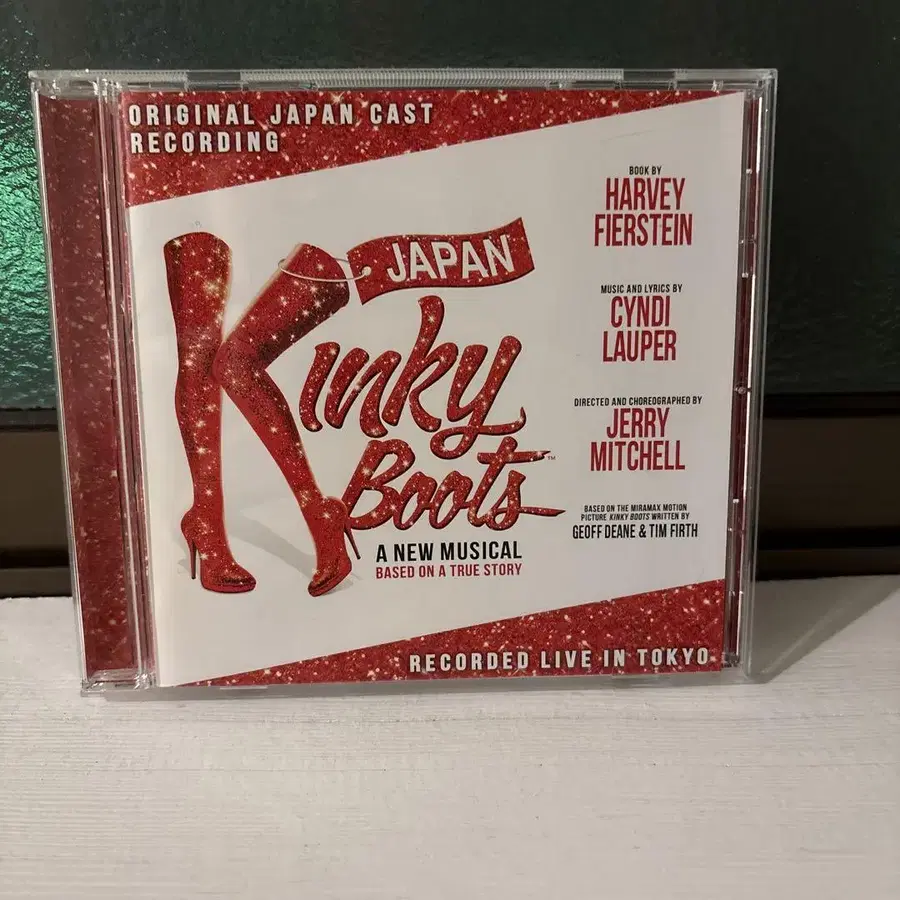 ORIGINAL JAPAN CAST
RECORDING
JAPAN
Kinky
Boots™
A NEW MUSICAL
BASED ON A TRUE STORY
BOOK BY
HARVEY
FIERSTEIN
MUSIC AND LYRICS BY
CYNDI
LAUPER
DIRECTED AND CHOREOGRAPHED BY
JERRY
MITCHELL
BASED ON THE MIRAMAX MOTION
PICTURE KINKY BOOTS WRITTEN BY
GEOFF DEANE & TIM FIRTH
RECORDED LIVE IN TOKYO